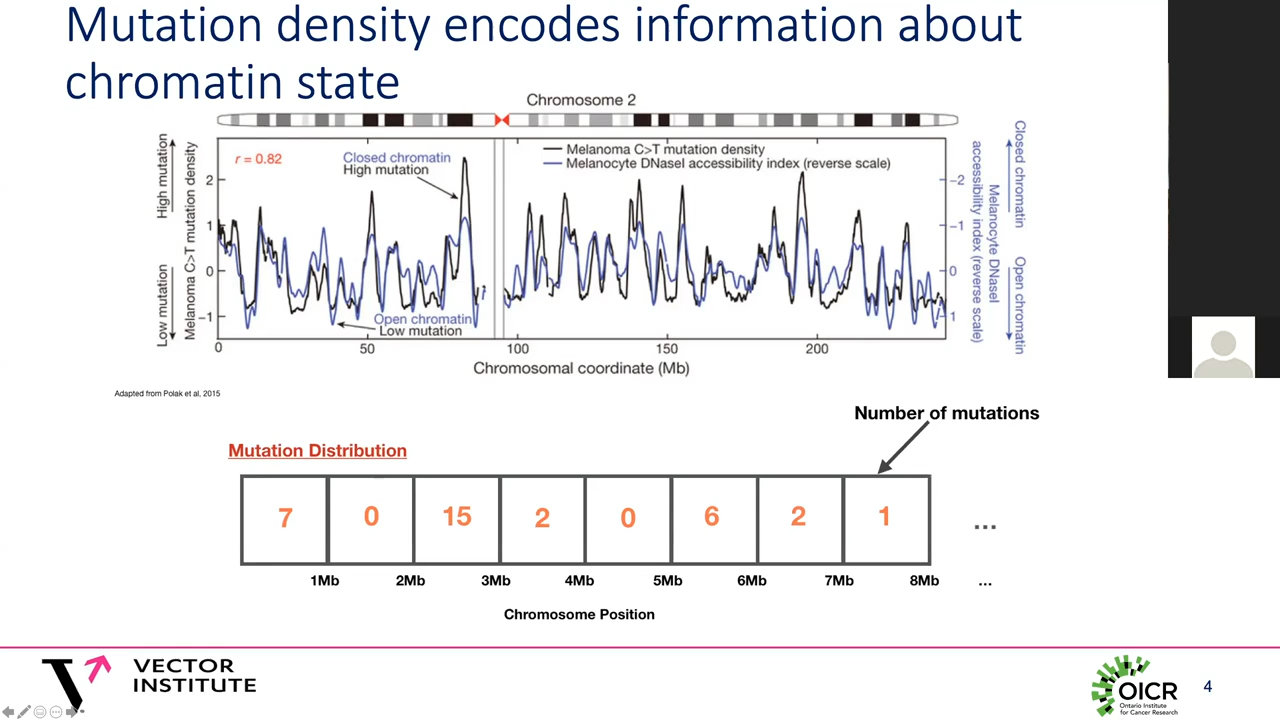 Mutation density encodes information about
chromatin state
Chromosome 2
High mutation
Low mutation
Melanoma C>T mutation density
2
1
0
−1
r = 0.82
Closed chromatin
High mutation
Melanoma C>T mutation density
Melanocyte DNaseI accessibility index (reverse scale)
Open chromatin
Low mutation
−2
−1
0
1
Melanocyte DNaseI
accessibility index (reverse scale)
Closed chromatin
Open chromatin
0 50 100 150 200
Chromosomal coordinate (Mb)
Adapted from Polak et al, 2015
Number of mutations
Mutation Distribution
7 0 15 2 0 6 2 1 ...
1Mb 2Mb 3Mb 4Mb 5Mb 6Mb 7Mb 8Mb ...
Chromosome Position
VECTOR
INSTITUTE
OICR
Ontario Institute
for Cancer Research
4